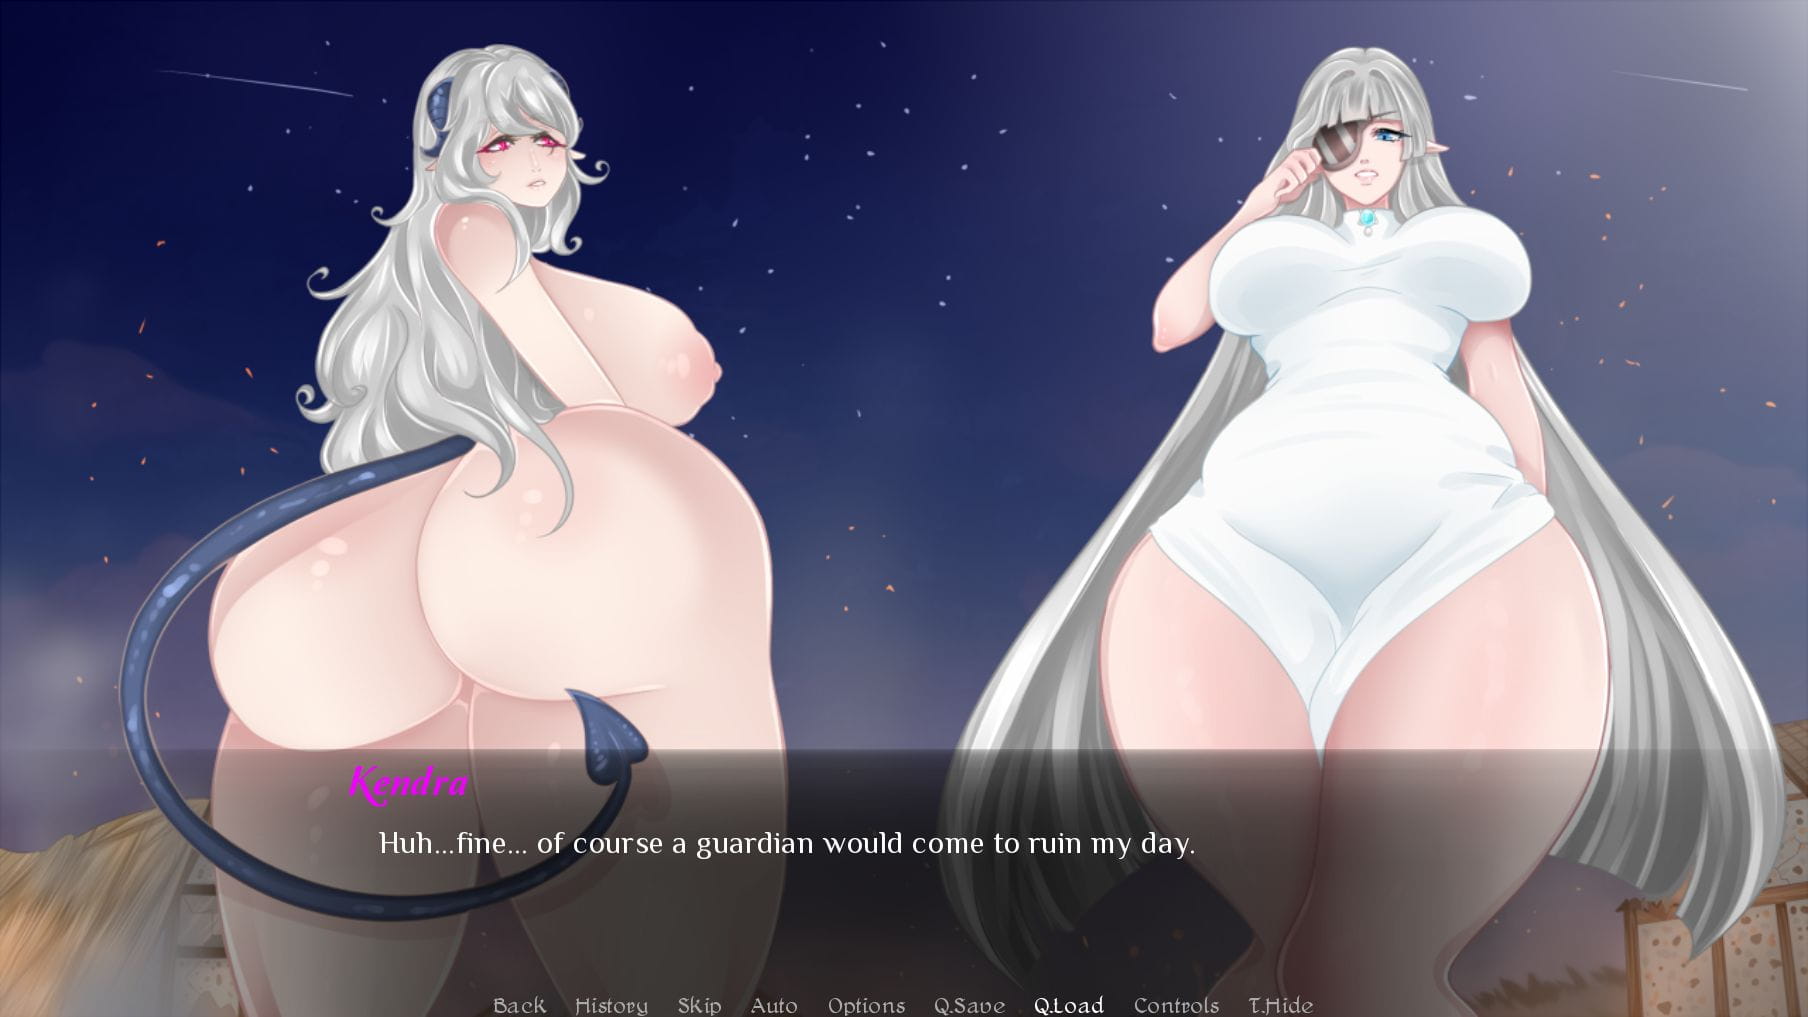 Kendra
Huh...fine... of course a guardian would come to ruin my day.
Back History Skip Auto Options Q.Save Q.Load Controls T.Hide